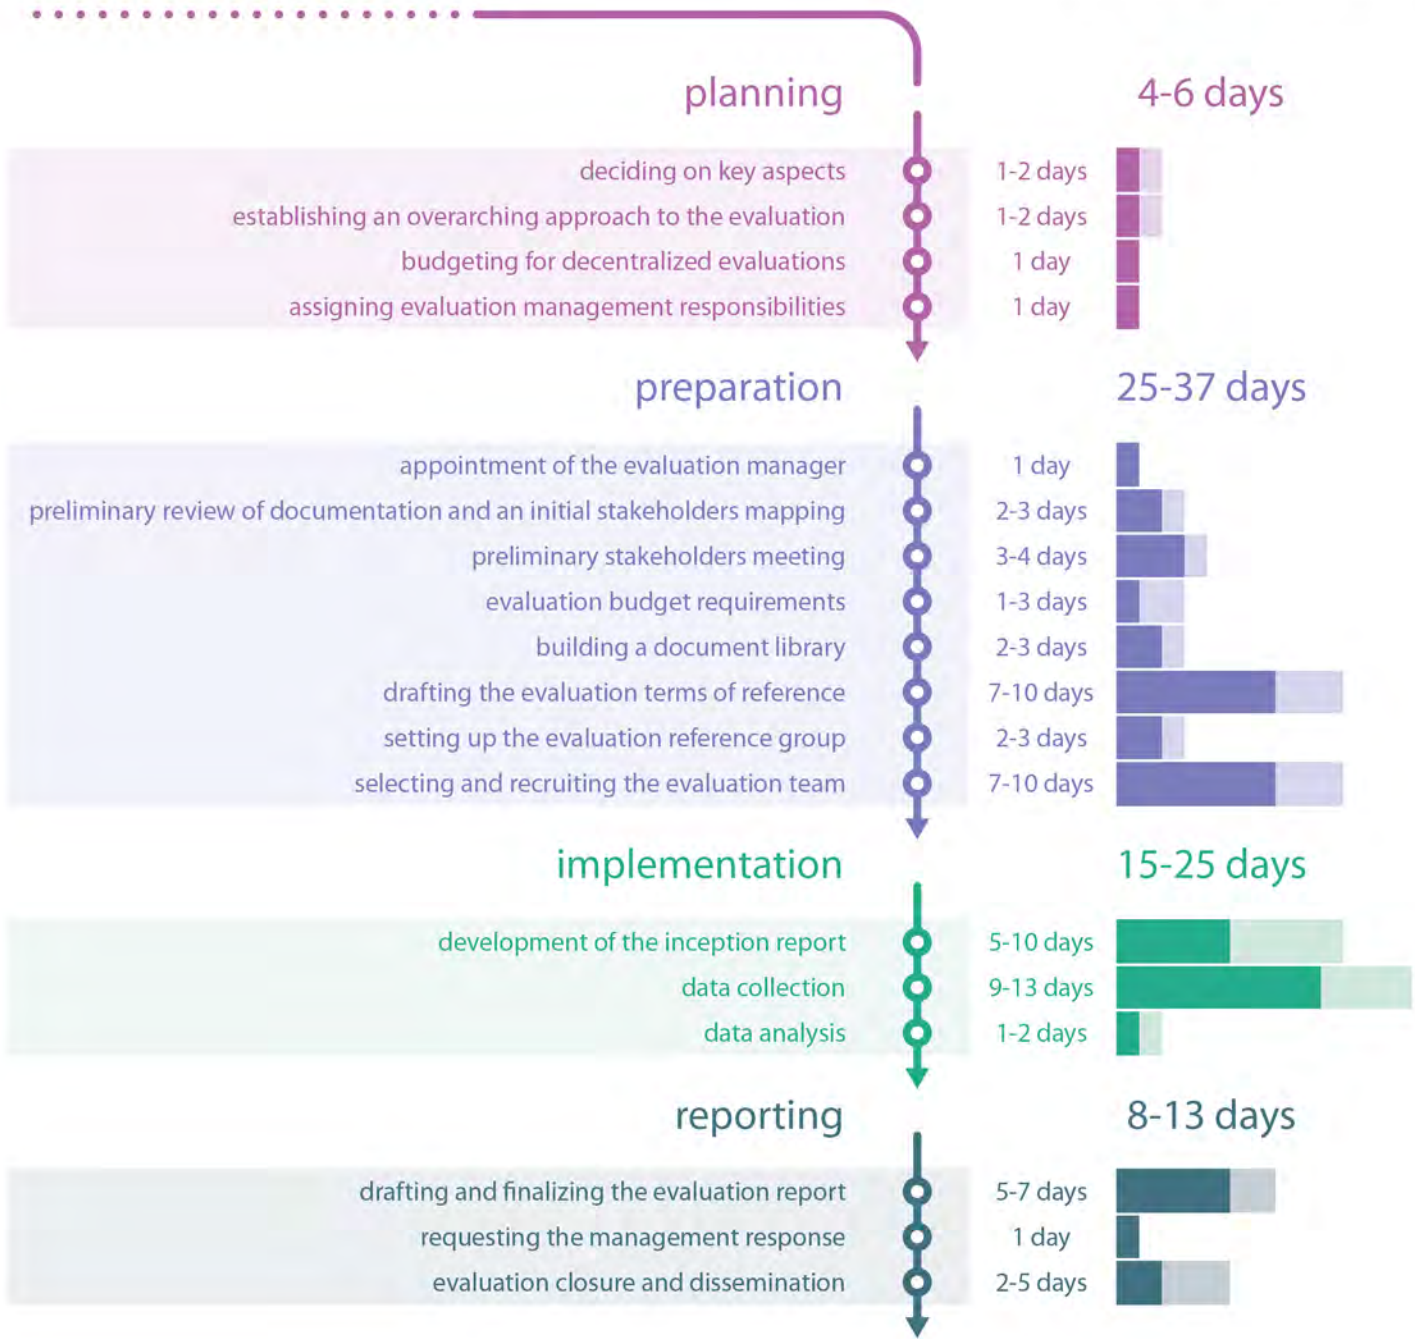 planning 4-6 days
deciding on key aspects 1-2 days
establishing an overarching approach to the evaluation 1-2 days
budgeting for decentralized evaluations 1 day
assigning evaluation management responsibilities 1 day
preparation 25-37 days
appointment of the evaluation manager 1 day
preliminary review of documentation and an initial stakeholders mapping 2-3 days
preliminary stakeholders meeting 3-4 days
evaluation budget requirements 1-3 days
building a document library 2-3 days
drafting the evaluation terms of reference 7-10 days
setting up the evaluation reference group 2-3 days
selecting and recruiting the evaluation team 7-10 days
implementation 15-25 days
development of the inception report 5-10 days
data collection 9-13 days
data analysis 1-2 days
reporting 8-13 days
drafting and finalizing the evaluation report 5-7 days
requesting the management response 1 day
evaluation closure and dissemination 2-5 days